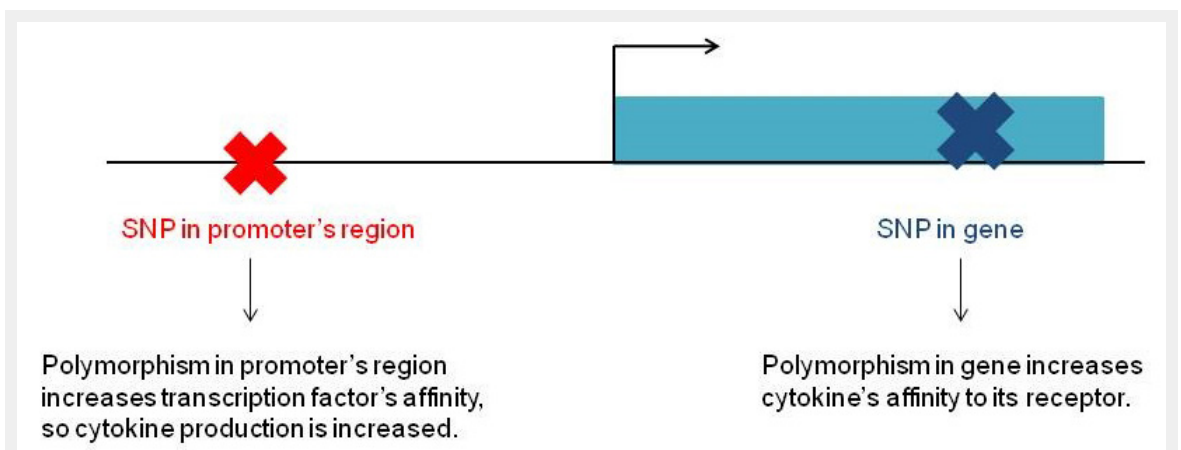 SNP in promoter's region
SNP in gene
Polymorphism in promoter's region
increases transcription factor's affinity,
so cytokine production is increased.
Polymorphism in gene increases
cytokine's affinity to its receptor.